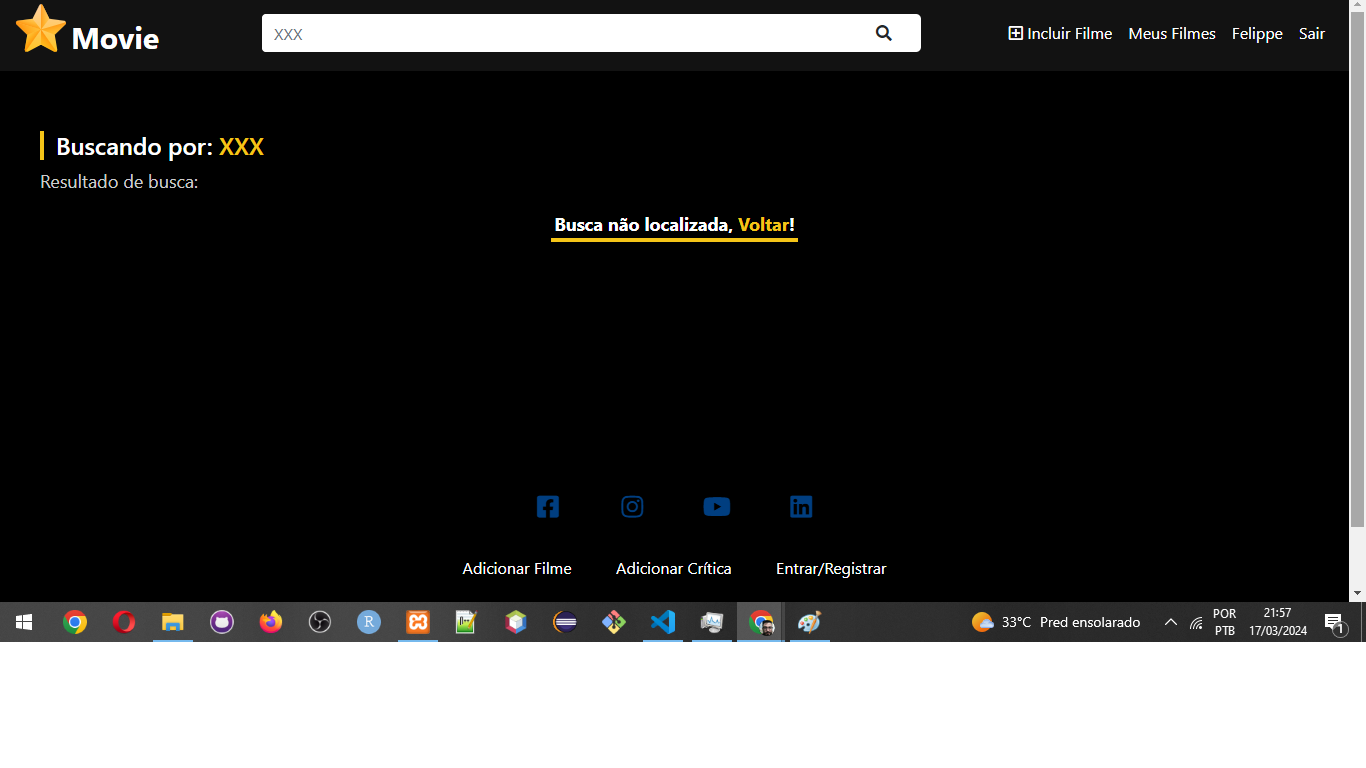 Movie
XXX
Incluir Filme Meus Filmes Felippe Sair
Buscando por: XXX
Resultado de busca:
Busca não localizada, Voltar!
Adicionar Filme Adicionar Crítica Entrar/Registrar
R
33°C Pred ensolarado
POR
PTB
21:57
17/03/2024
1